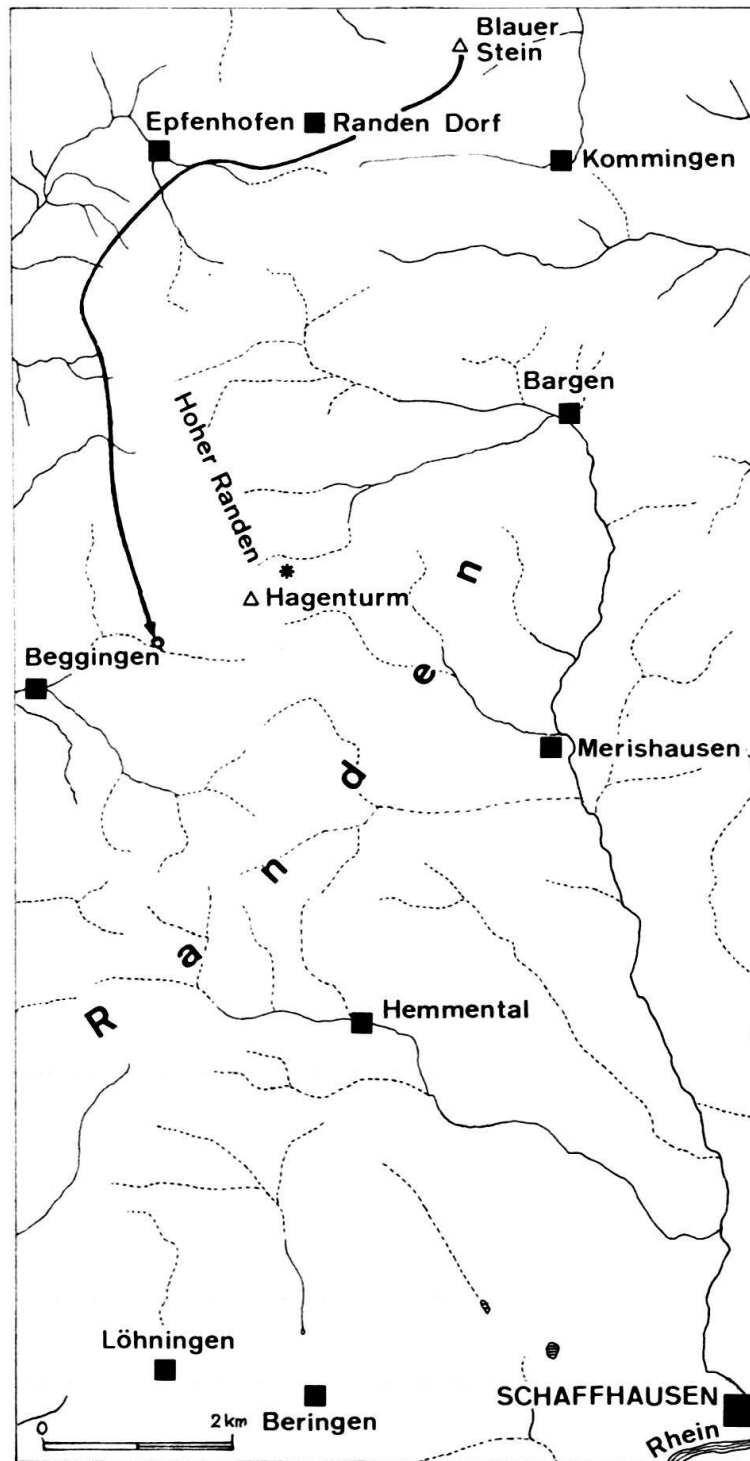 Blauer
Stein
Epfenhofen
Randen Dorf
Kommingen
Bargen
Hoher Randen
Hagenturm
Beggingen
Merishausen
Randen
Hemmental
Löhningen
Beringen
SCHAFFHAUSEN
Rhein
0 2km